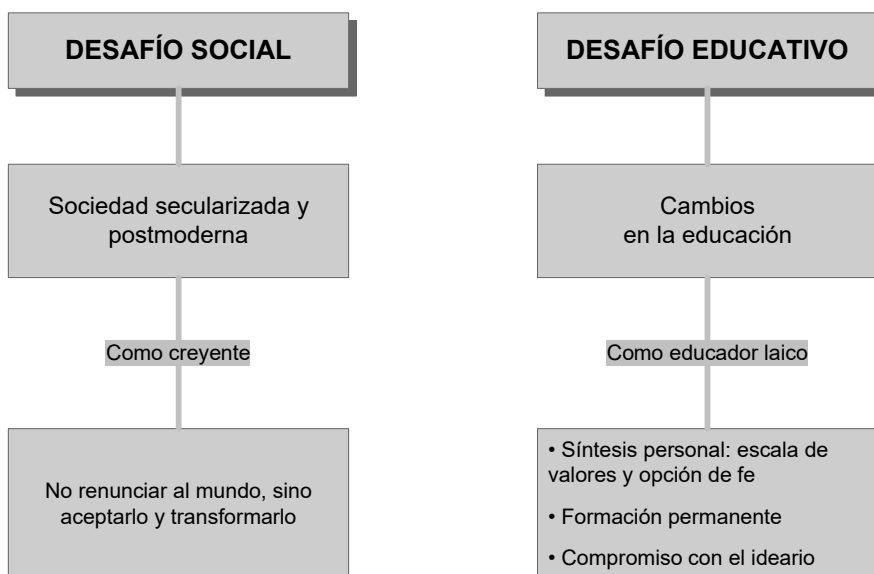 DESAFÍO SOCIAL
Sociedad secularizada y
postmoderna
Como creyente
No renunciar al mundo, sino
aceptarlo y transformarlo
DESAFÍO EDUCATIVO
Cambios
en la educación
Como educador laico
• Síntesis personal: escala de
valores y opción de fe
• Formación permanente
• Compromiso con el ideario